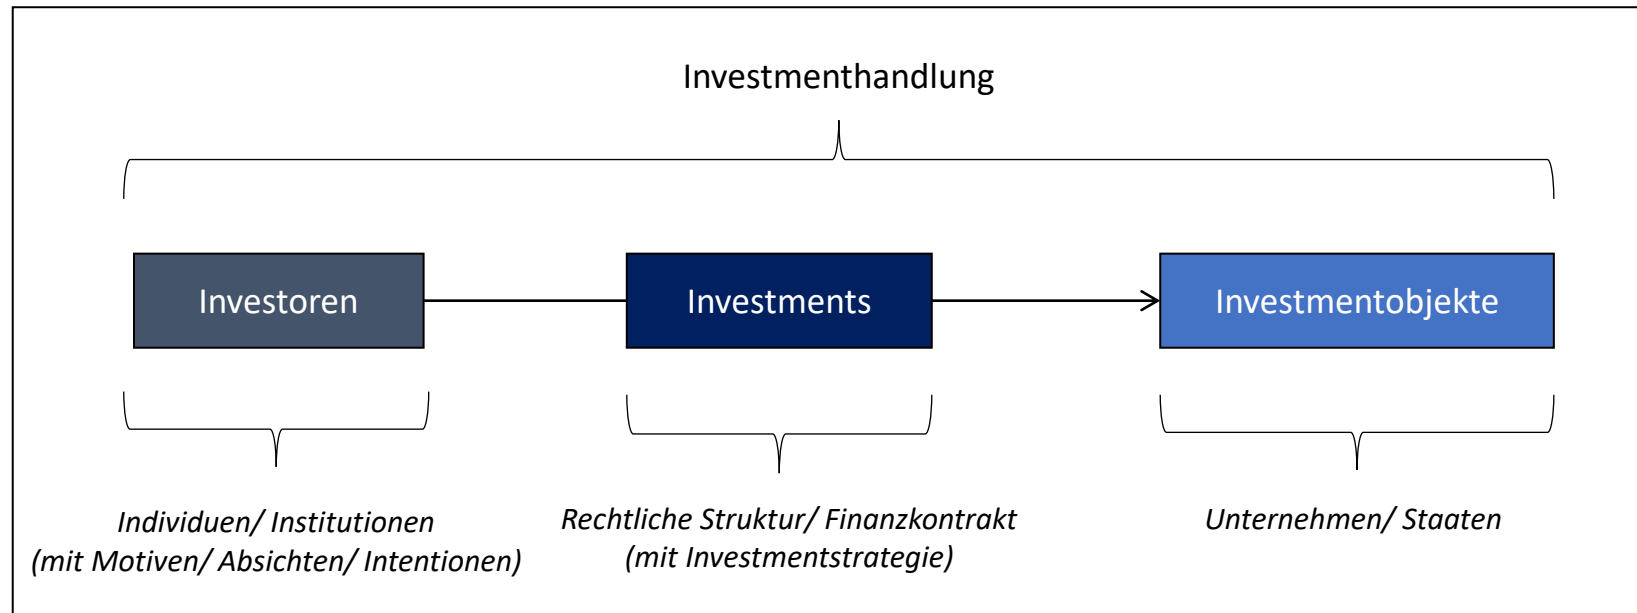 Investmenthandlung
Investoren
Investments
Investmentobjekte
Individuen/ Institutionen
(mit Motiven/ Absichten/ Intentionen)
Rechtliche Struktur/ Finanzkontrakt
(mit Investmentstrategie)
Unternehmen/ Staaten